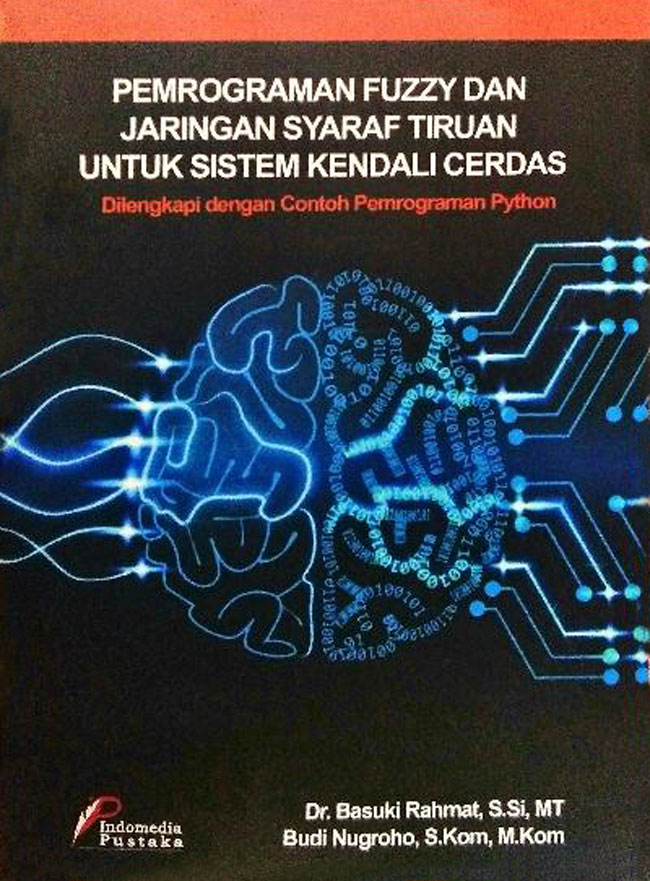 PEMROGRAMAN FUZZY DAN
JARINGAN SYARAF TIRUAN
UNTUK SISTEM KENDALI CERDAS
Dilengkapi dengan Contoh Pemrograman Python
Indomedia
Pustaka
Dr. Basuki Rahmat, S.Si, MT
Budi Nugroho, S.Kom, M.Kom